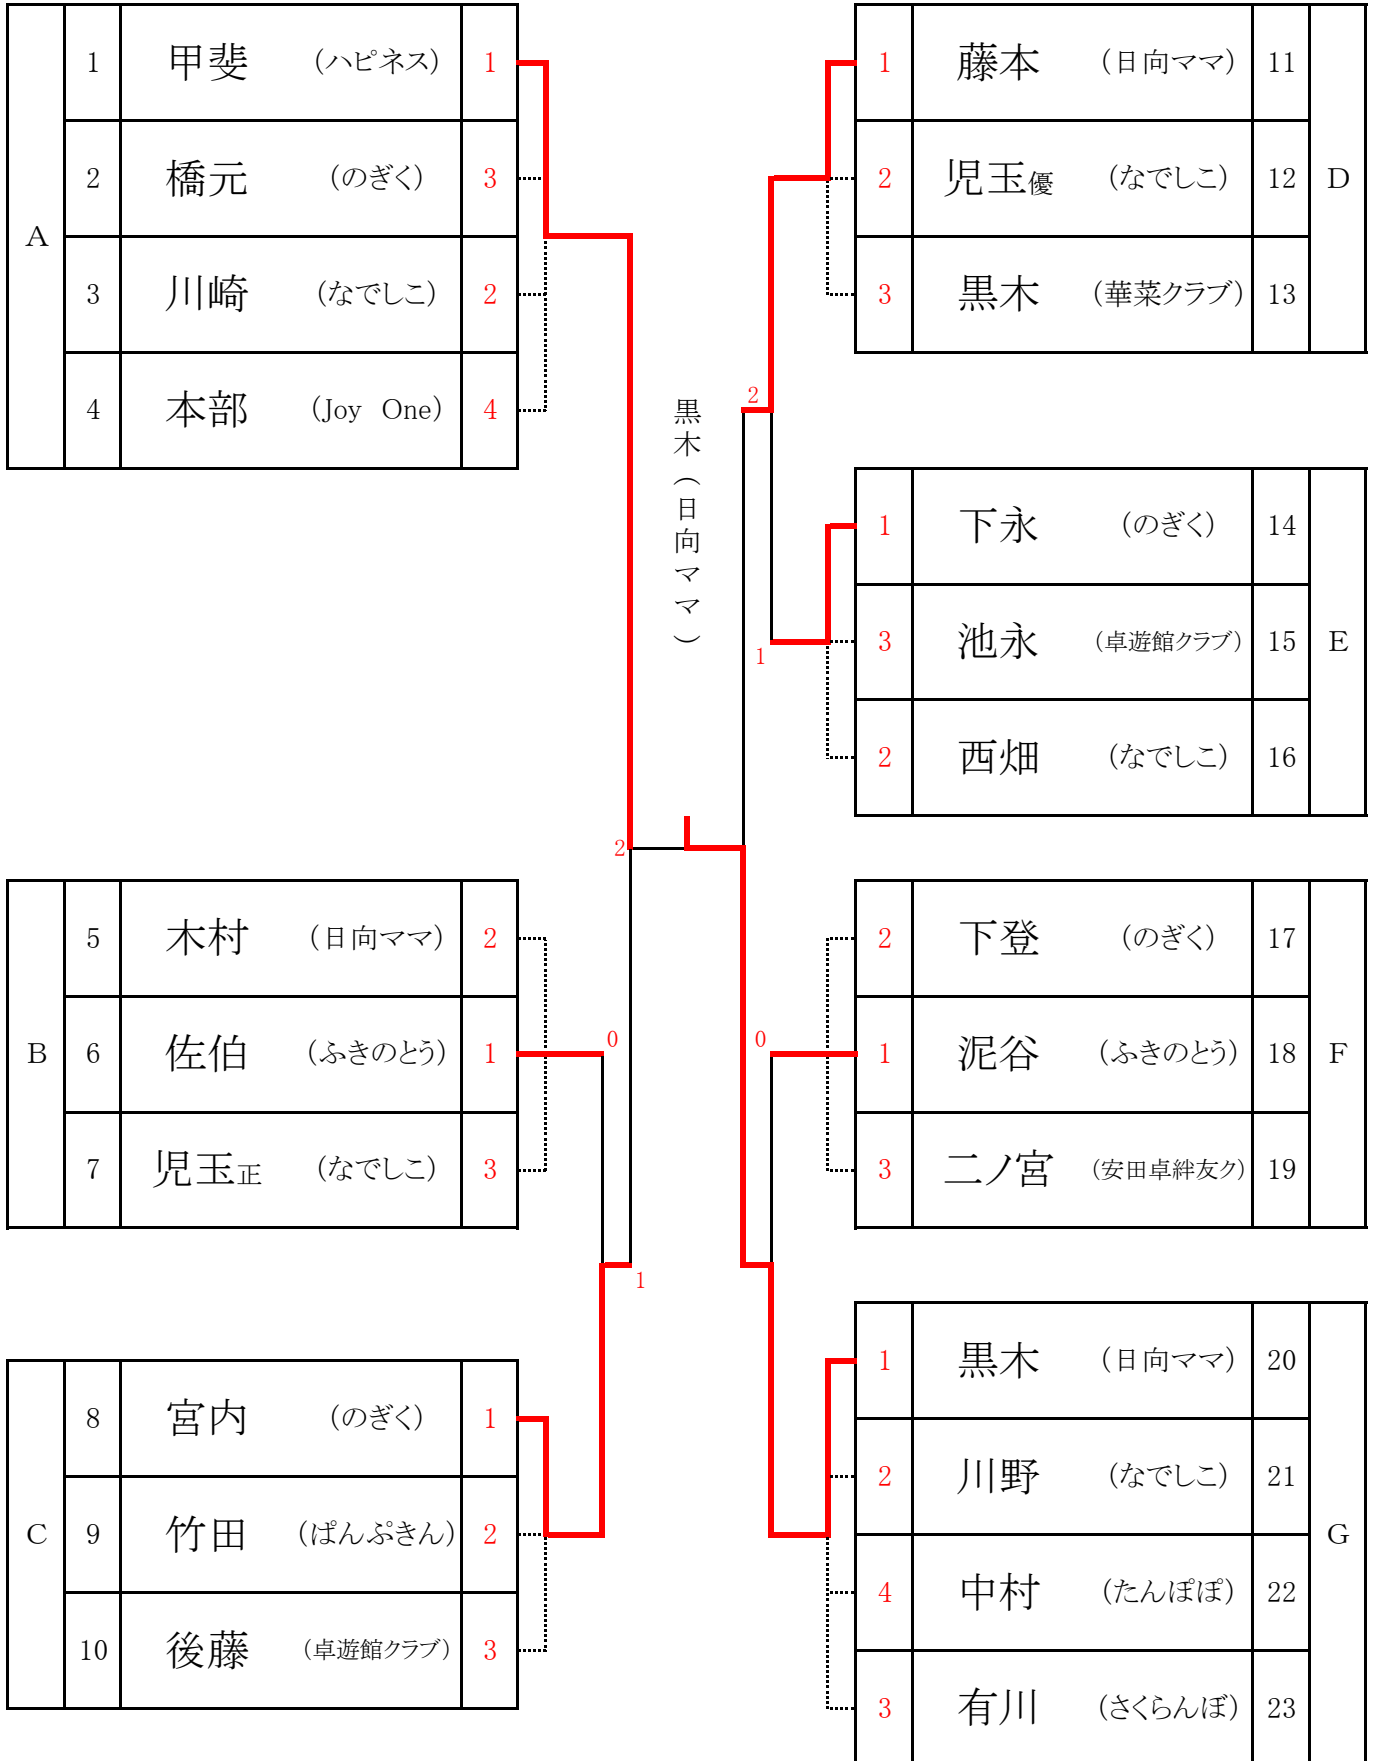 A
1 甲斐 (ハピネス) 1
2 橋元 (のぎく) 3
3 川崎 (なでしこ) 2
4 本部 (Joy One) 4
B
5 木村 (日向ママ) 2
6 佐伯 (ふきのとう) 1
7 児玉正 (なでしこ) 3
C
8 宮内 (のぎく) 1
9 竹田 (ぱんぷきん) 2
10 後藤 (卓遊館クラブ) 3
2
0
1
黒木(日向ママ)
2
1
0
1 藤本 (日向ママ) 11
2 児玉優 (なでしこ) 12
3 黒木 (華菜クラブ) 13
D
1 下永 (のぎく) 14
3 池永 (卓遊館クラブ) 15
2 西畑 (なでしこ) 16
E
2 下登 (のぎく) 17
1 泥谷 (ふきのとう) 18
3 二ノ宮 (安田卓絆友ク) 19
F
1 黒木 (日向ママ) 20
2 川野 (なでしこ) 21
4 中村 (たんぽぽ) 22
3 有川 (さくらんぼ) 23
G